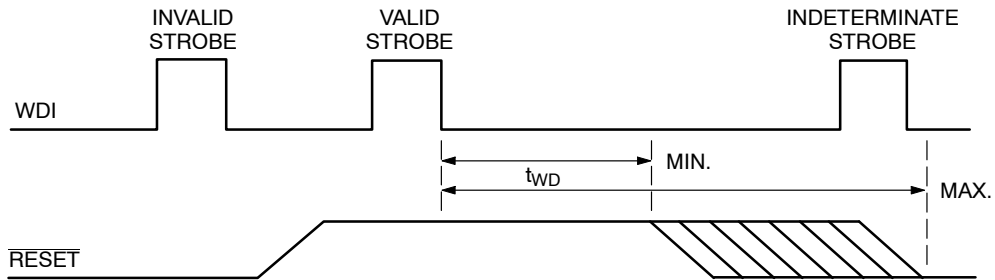 INVALID
STROBE
VALID
STROBE
INDETERMINATE
STROBE
WDI
MIN.
tWD
MAX.
RESET